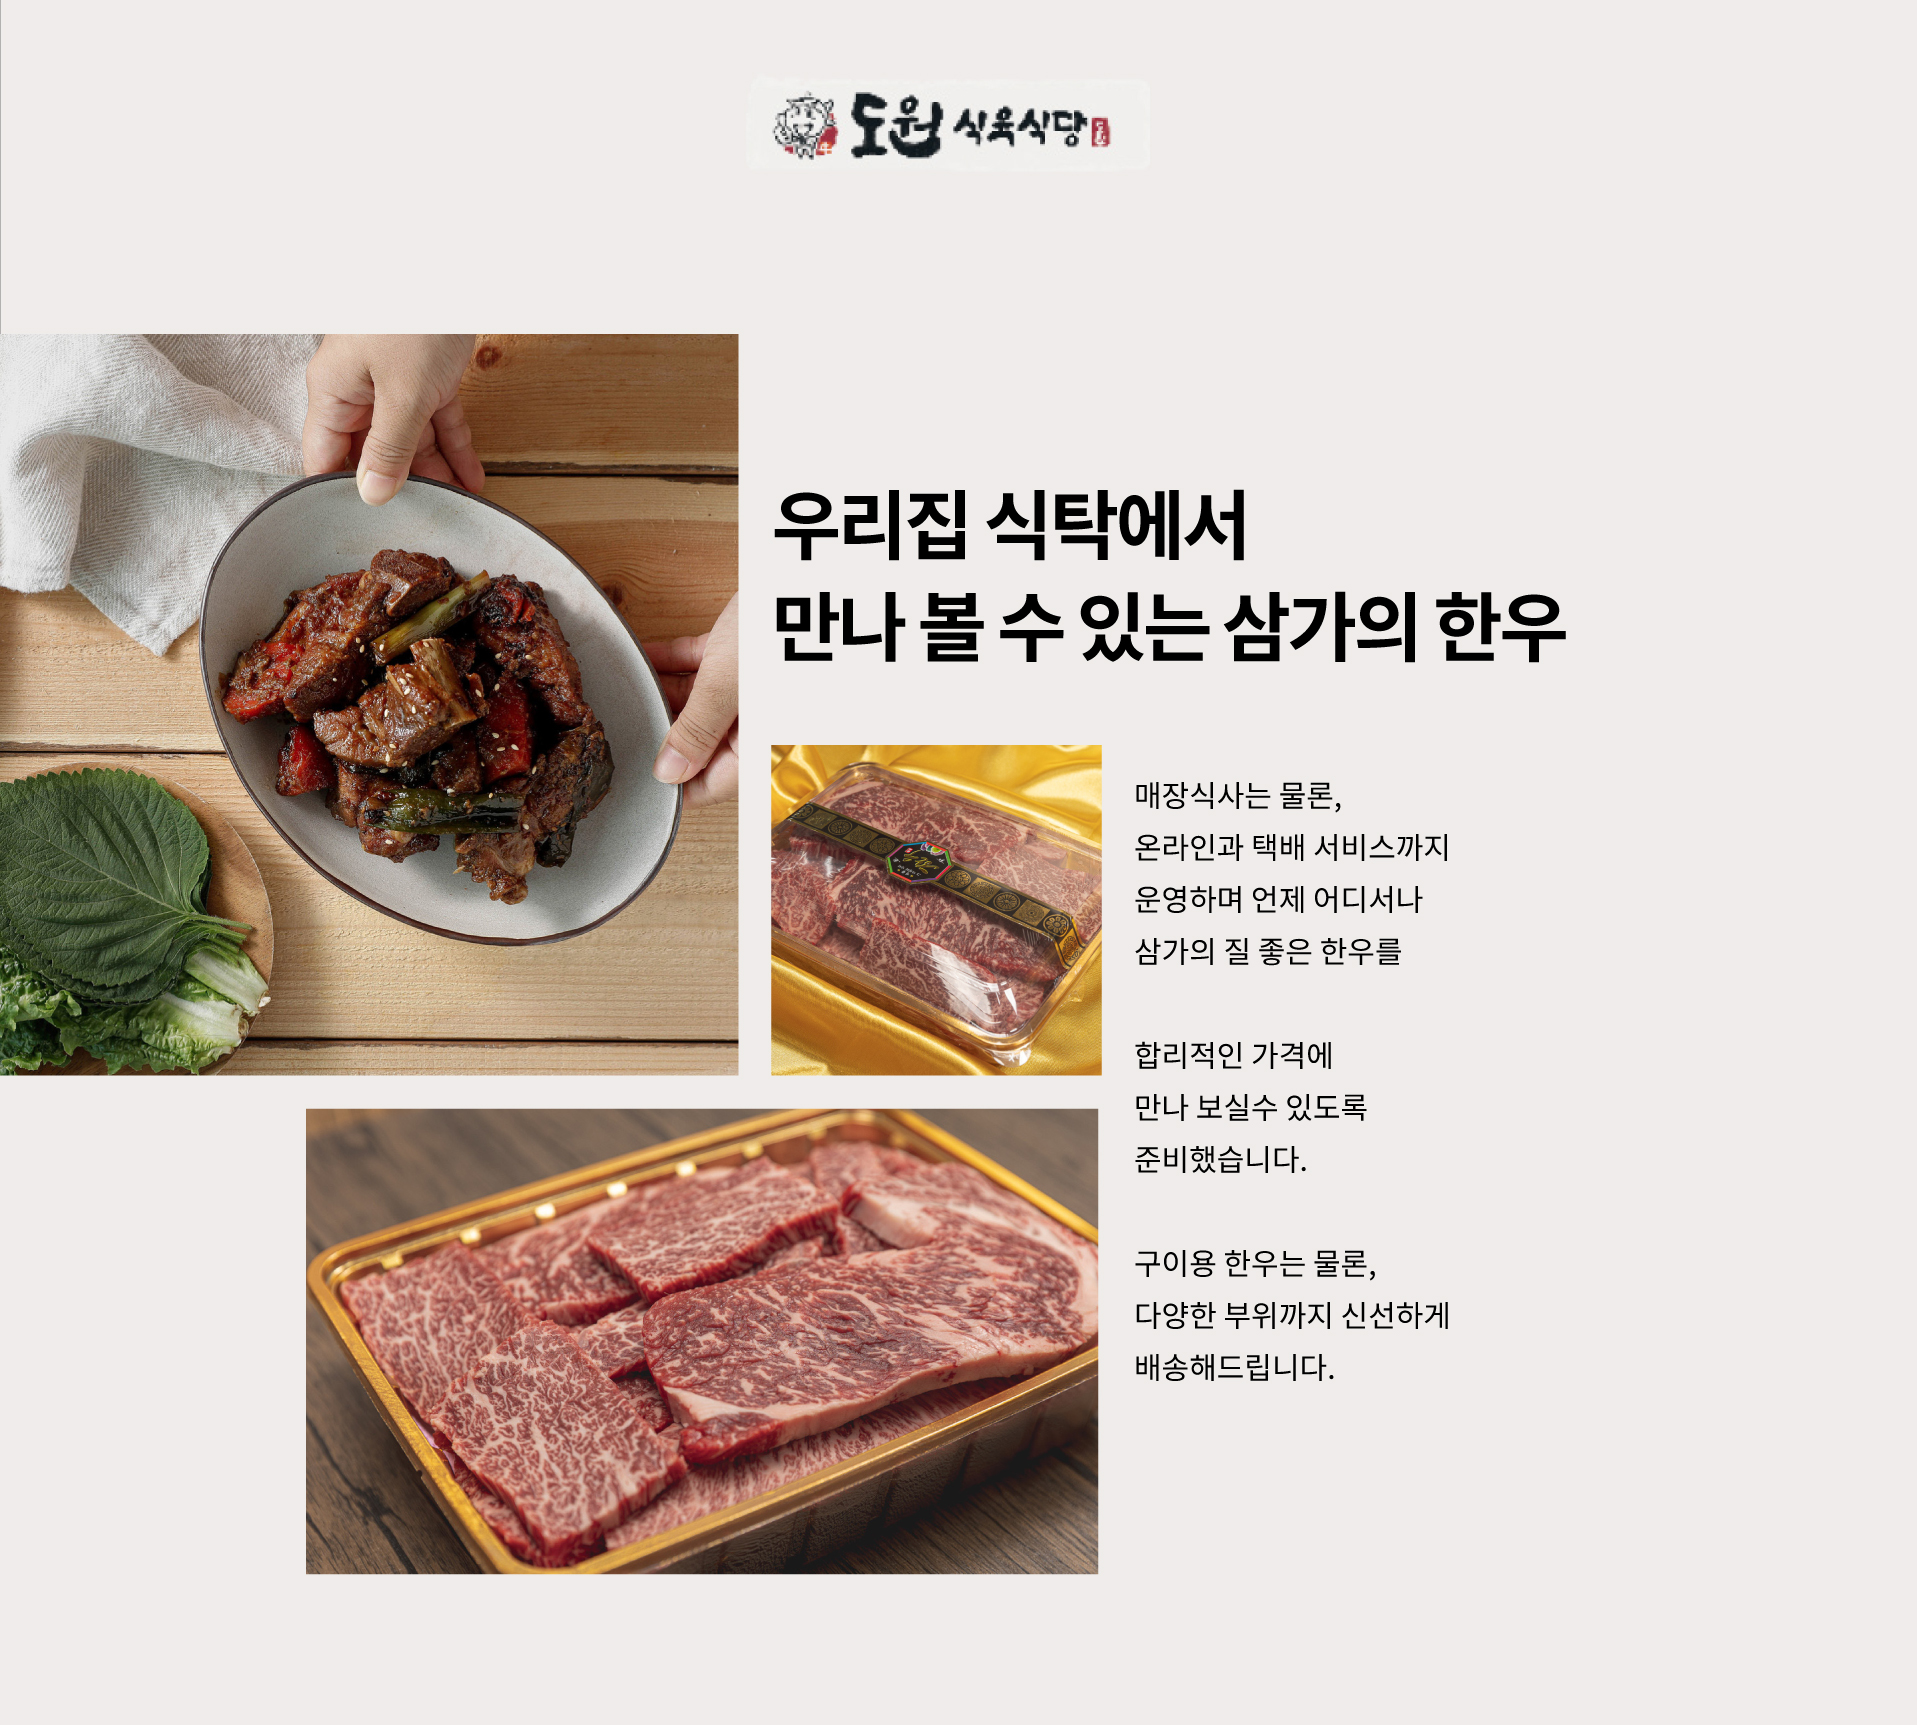 도원 식육식당
우리집 식탁에서
만나 볼 수 있는 삼가의 한우
매장식사는 물론,
온라인과 택배 서비스까지
운영하며 언제 어디서나
삼가의 질 좋은 한우를
합리적인 가격에
만나 보실수 있도록
준비했습니다.
구이용 한우는 물론,
다양한 부위까지 신선하게
배송해드립니다.